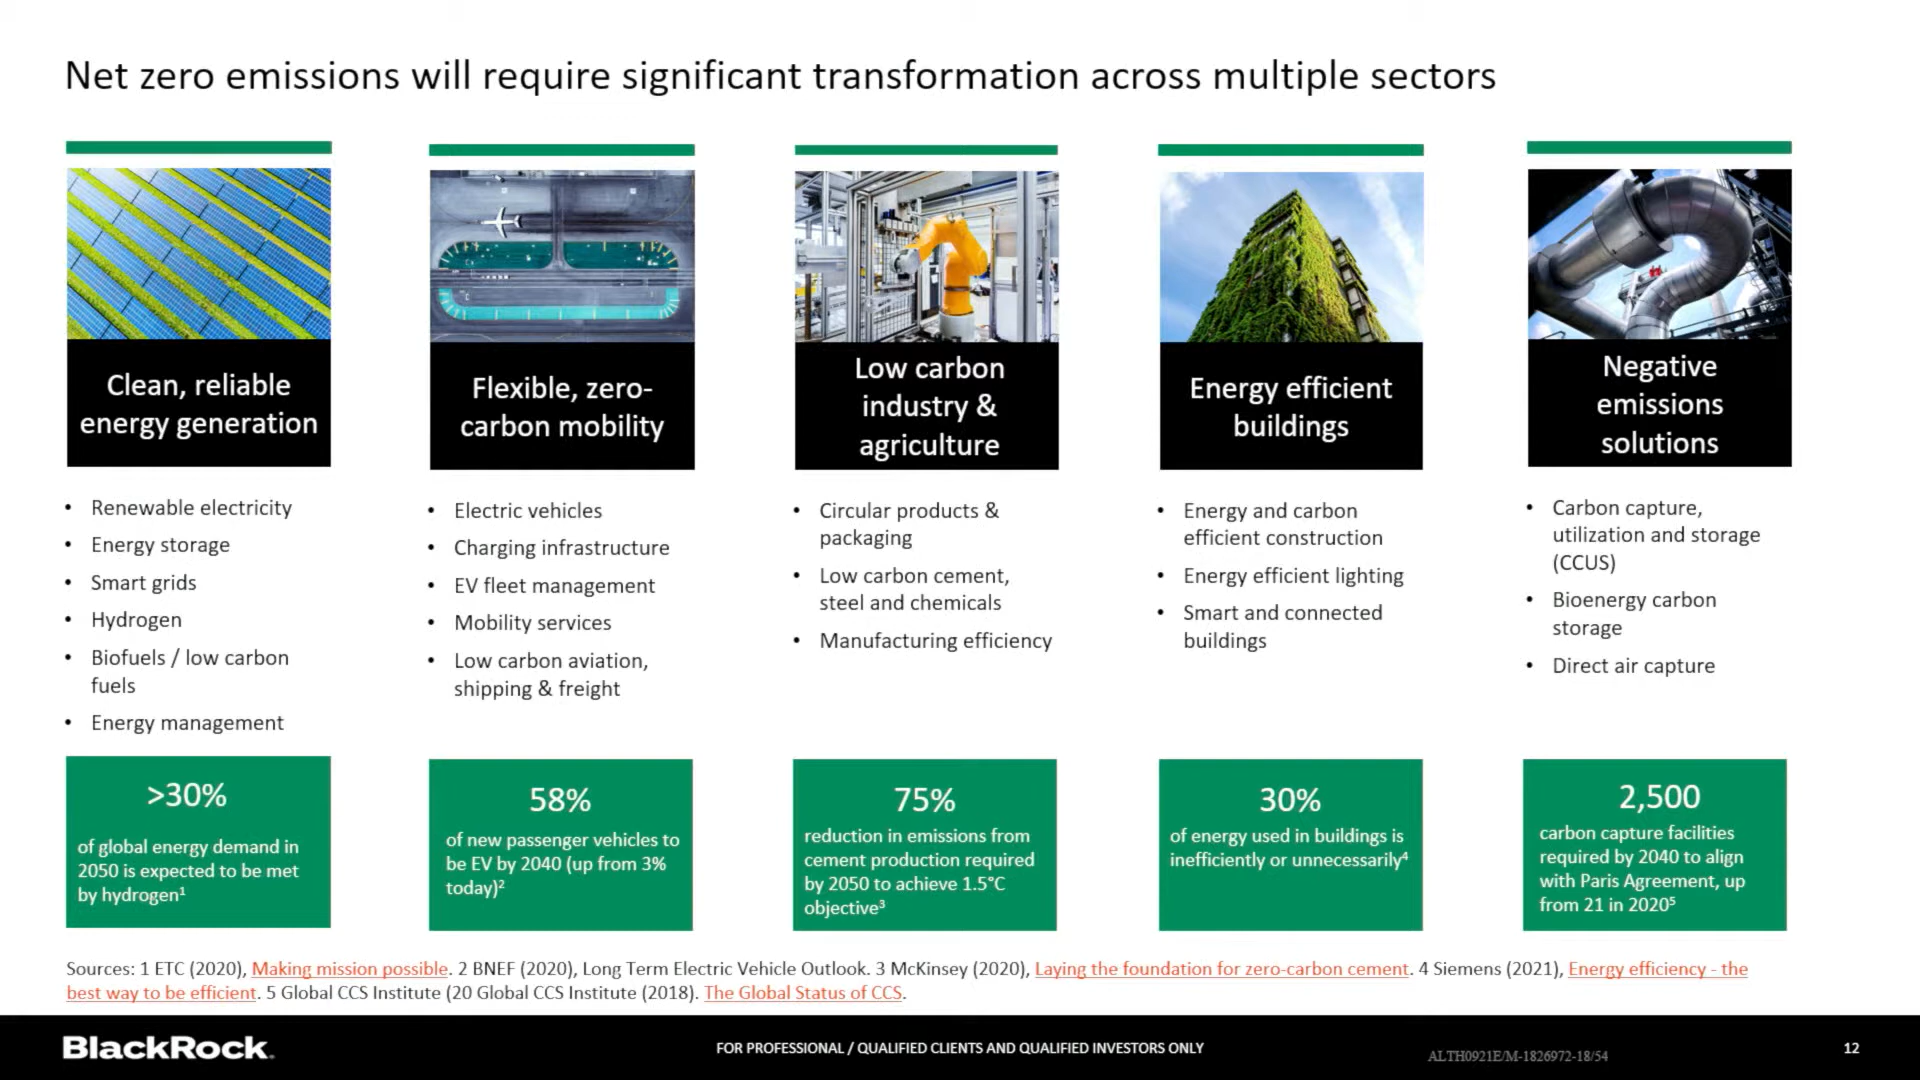 Net zero emissions will require significant transformation across multiple sectors
Clean, reliable
energy generation
• Renewable electricity
• Energy storage
• Smart grids
• Hydrogen
• Biofuels / low carbon
fuels
• Energy management
>30%
of global energy demand in
2050 is expected to be met
by hydrogen¹
Flexible, zero-
carbon mobility
• Electric vehicles
• Charging infrastructure
• EV fleet management
• Mobility services
• Low carbon aviation,
shipping & freight
58%
of new passenger vehicles to
be EV by 2040 (up from 3%
today)²
Low carbon
industry &
agriculture
• Circular products &
packaging
• Low carbon cement,
steel and chemicals
• Manufacturing efficiency
75%
reduction in emissions from
cement production required
by 2050 to achieve 1.5°C
objective³
Energy efficient
buildings
• Energy and carbon
efficient construction
• Energy efficient lighting
• Smart and connected
buildings
30%
of energy used in buildings is
inefficiently or unnecessarily⁴
Negative
emissions
solutions
• Carbon capture,
utilization and storage
(CCUS)
• Bioenergy carbon
storage
• Direct air capture
2,500
carbon capture facilities
required by 2040 to align
with Paris Agreement, up
from 21 in 2020⁵
Sources: 1 ETC (2020), Making mission possible. 2 BNEF (2020), Long Term Electric Vehicle Outlook. 3 McKinsey (2020), Laying the foundation for zero-carbon cement. 4 Siemens (2021), Energy efficiency - the
best way to be efficient. 5 Global CCS Institute (20 Global CCS Institute (2018). The Global Status of CCS.
BlackRock.
FOR PROFESSIONAL / QUALIFIED CLIENTS AND QUALIFIED INVESTORS ONLY
ALTH0921E/M-1826972-18/54
12